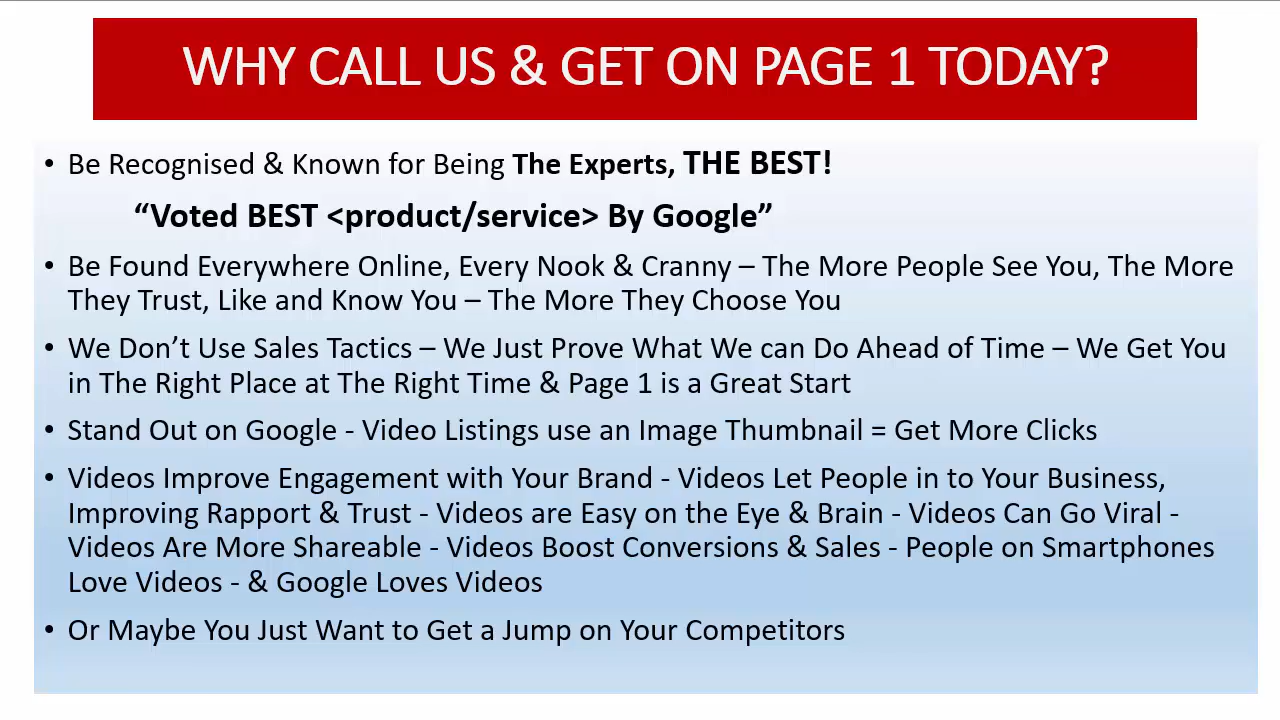 WHY CALL US & GET ON PAGE 1 TODAY?
• Be Recognised & Known for Being The Experts, THE BEST!
“Voted BEST <product/service> By Google”
• Be Found Everywhere Online, Every Nook & Cranny – The More People See You, The More
They Trust, Like and Know You – The More They Choose You
• We Don’t Use Sales Tactics – We Just Prove What We can Do Ahead of Time – We Get You
in The Right Place at The Right Time & Page 1 is a Great Start
• Stand Out on Google - Video Listings use an Image Thumbnail = Get More Clicks
• Videos Improve Engagement with Your Brand - Videos Let People in to Your Business,
Improving Rapport & Trust - Videos are Easy on the Eye & Brain - Videos Can Go Viral -
Videos Are More Shareable - Videos Boost Conversions & Sales - People on Smartphones
Love Videos - & Google Loves Videos
• Or Maybe You Just Want to Get a Jump on Your Competitors